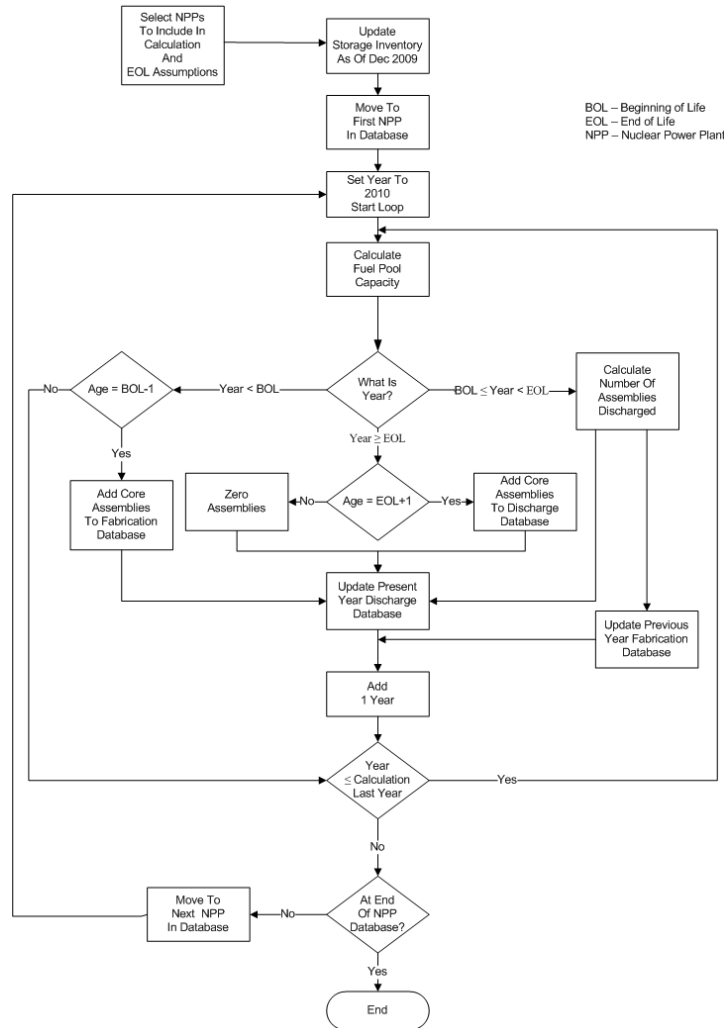 Select NPPs
To Include In
Calculation
And
EOL Assumptions
Update
Storage Inventory
As Of Dec 2009
Move To
First NPP
In Database
BOL – Beginning of Life
EOL – End of Life
NPP – Nuclear Power Plant
Set Year To
2010
Start Loop
Calculate
Fuel Pool
Capacity
No
Age = BOL-1
Year < BOL
What Is
Year?
BOL ≤ Year < EOL
Calculate
Number Of
Assemblies
Discharged
Yes
Year ≥ EOL
Add Core
Assemblies
To Fabrication
Database
Zero
Assemblies
No
Age = EOL+1
Yes
Add Core
Assemblies
To Discharge
Database
Update Present
Year Discharge
Database
Update Previous
Year Fabrication
Database
Add
1 Year
Year
≤ Calculation
Last Year
Yes
No
Move To
Next NPP
In Database
No
At End
Of NPP
Database?
Yes
End